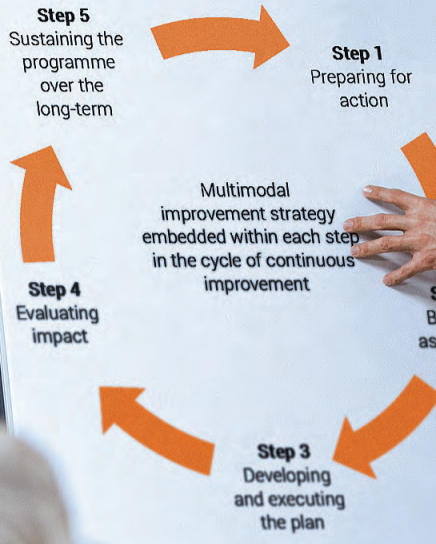 Step 5
Sustaining the
programme
over the
long-term
Step 1
Preparing for
action
Multimodal
improvement strategy
embedded within each step
in the cycle of continuous
improvement
Step 4
Evaluating
impact
Step 3
Developing
and executing
the plan